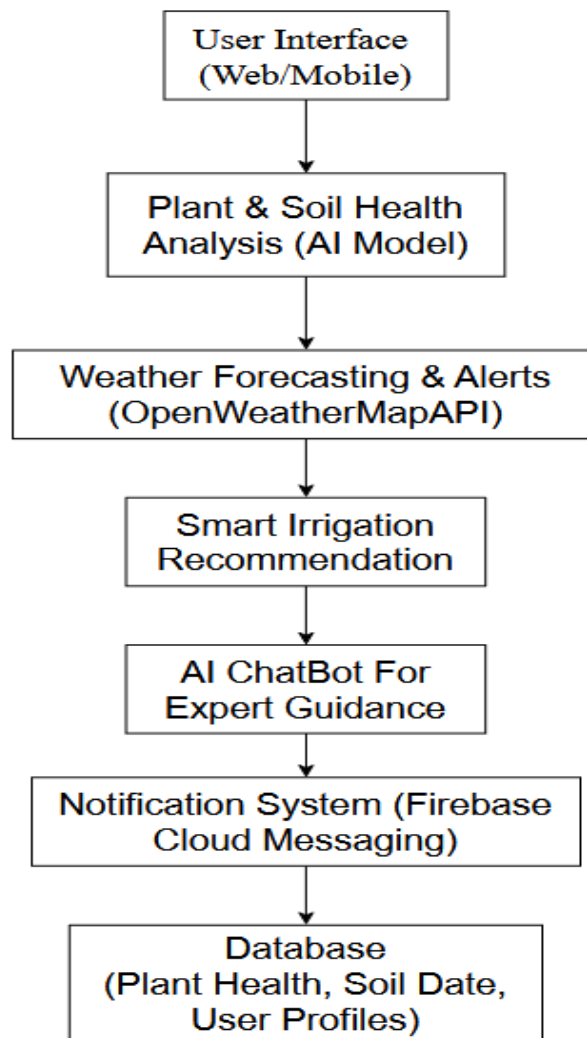 User Interface
(Web/Mobile)
Plant & Soil Health
Analysis (AI Model)
Weather Forecasting & Alerts
(OpenWeatherMapAPI)
Smart Irrigation
Recommendation
AI ChatBot For
Expert Guidance
Notification System (Firebase
Cloud Messaging)
Database
(Plant Health, Soil Date,
User Profiles)